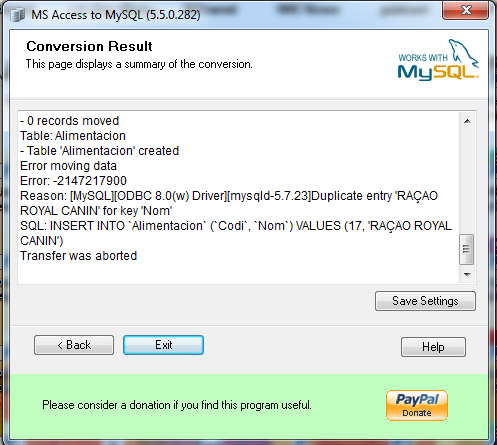 MS Access to MySQL (5.5.0.282)
Conversion Result
This page displays a summary of the conversion.
WORKS WITH
MySQL
- 0 records moved
Table: Alimentacion
- Table 'Alimentacion' created
Error moving data
Error: -2147217900
Reason: [MySQL][ODBC 8.0(w) Driver][mysqld-5.7.23]Duplicate entry 'RAÇAO
ROYAL CANIN' for key 'Nom'
SQL: INSERT INTO `Alimentacion` (`Codi`, `Nom`) VALUES (17, 'RAÇAO ROYAL
CANIN')
Transfer was aborted
Save Settings
< Back
Exit
Help
Please consider a donation if you find this program useful.
PayPal
Donate